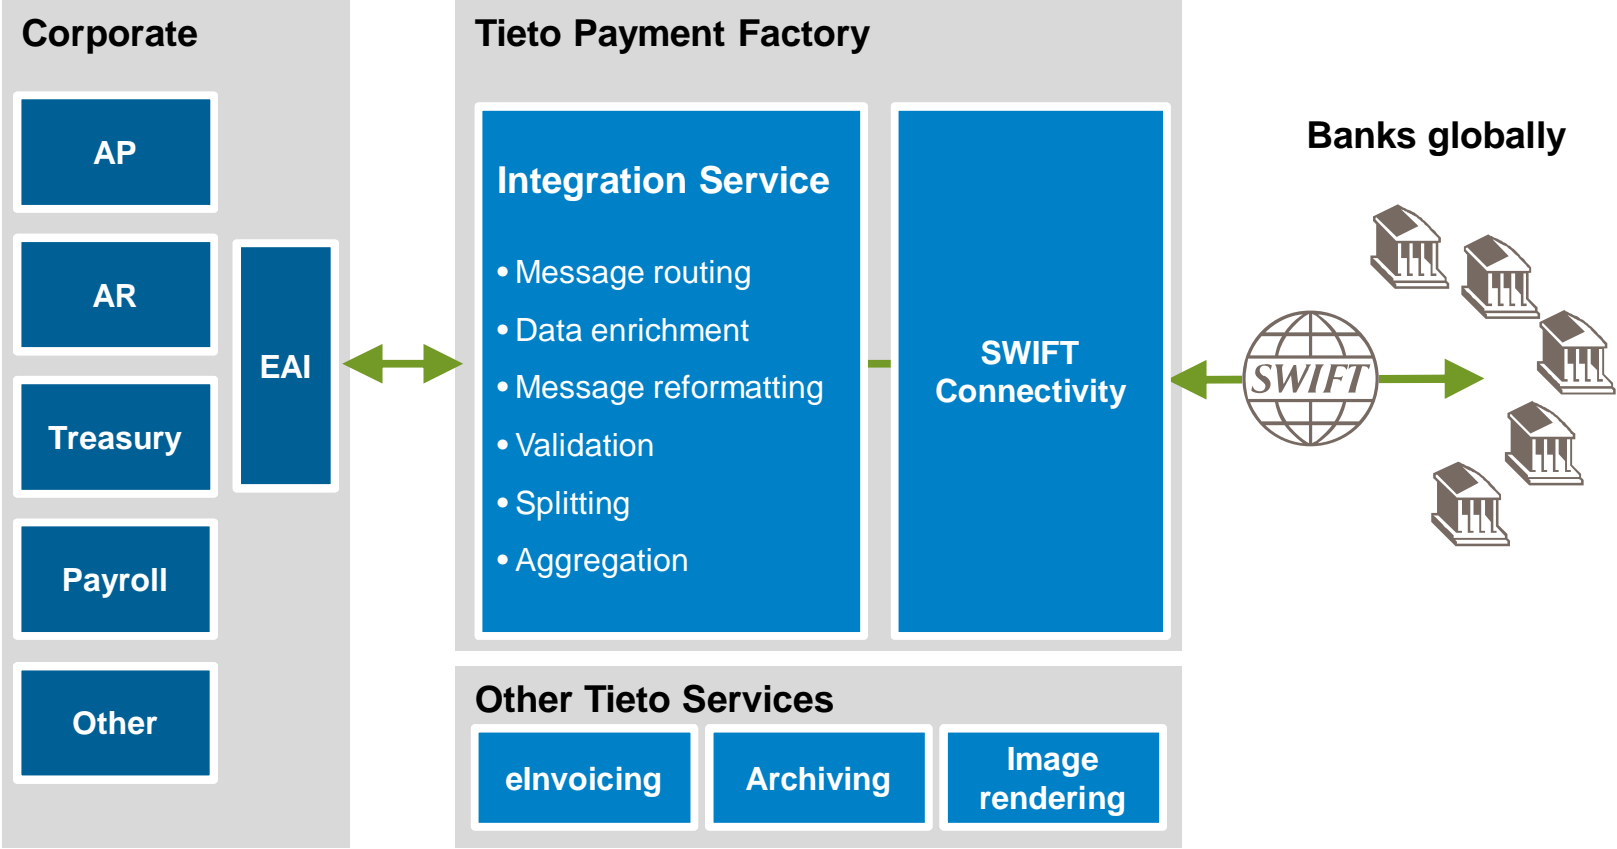 Corporate
AP
AR
Treasury
Payroll
Other
EAI
Tieto Payment Factory
Integration Service
• Message routing
• Data enrichment
• Message reformatting
• Validation
• Splitting
• Aggregation
SWIFT
Connectivity
Other Tieto Services
eInvoicing
Archiving
Image
rendering
Banks globally
SWIFT